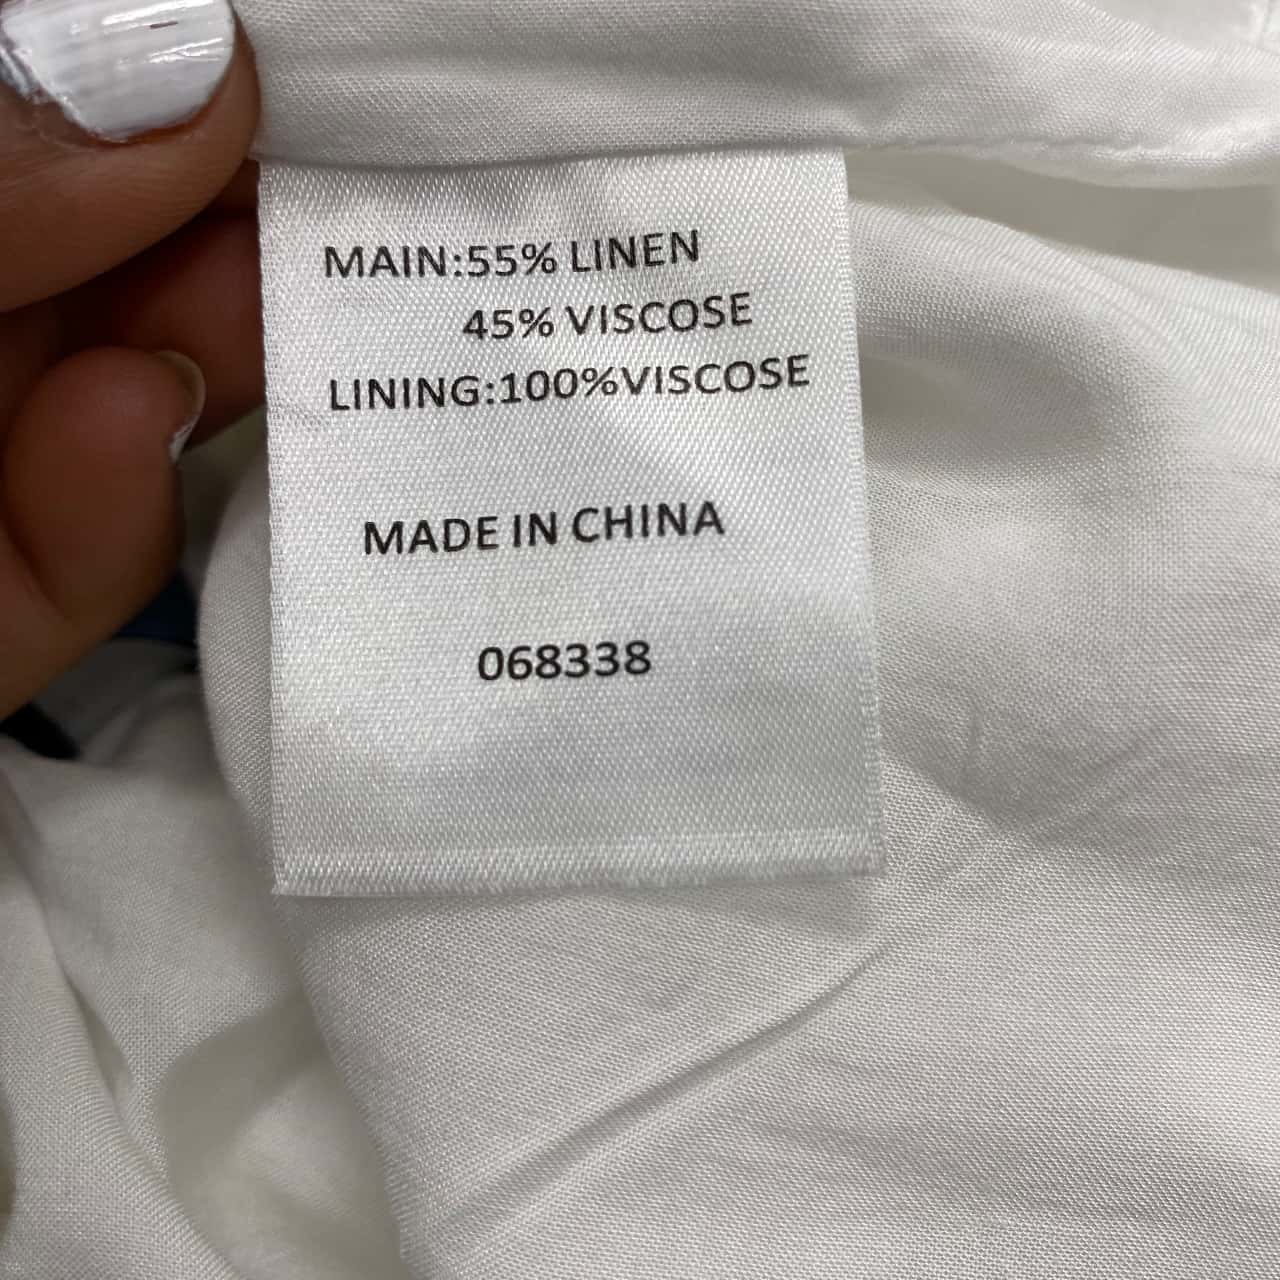 MAIN:55% LINEN
45% VISCOSE
LINING:100%VISCOSE
MADE IN CHINA
068338